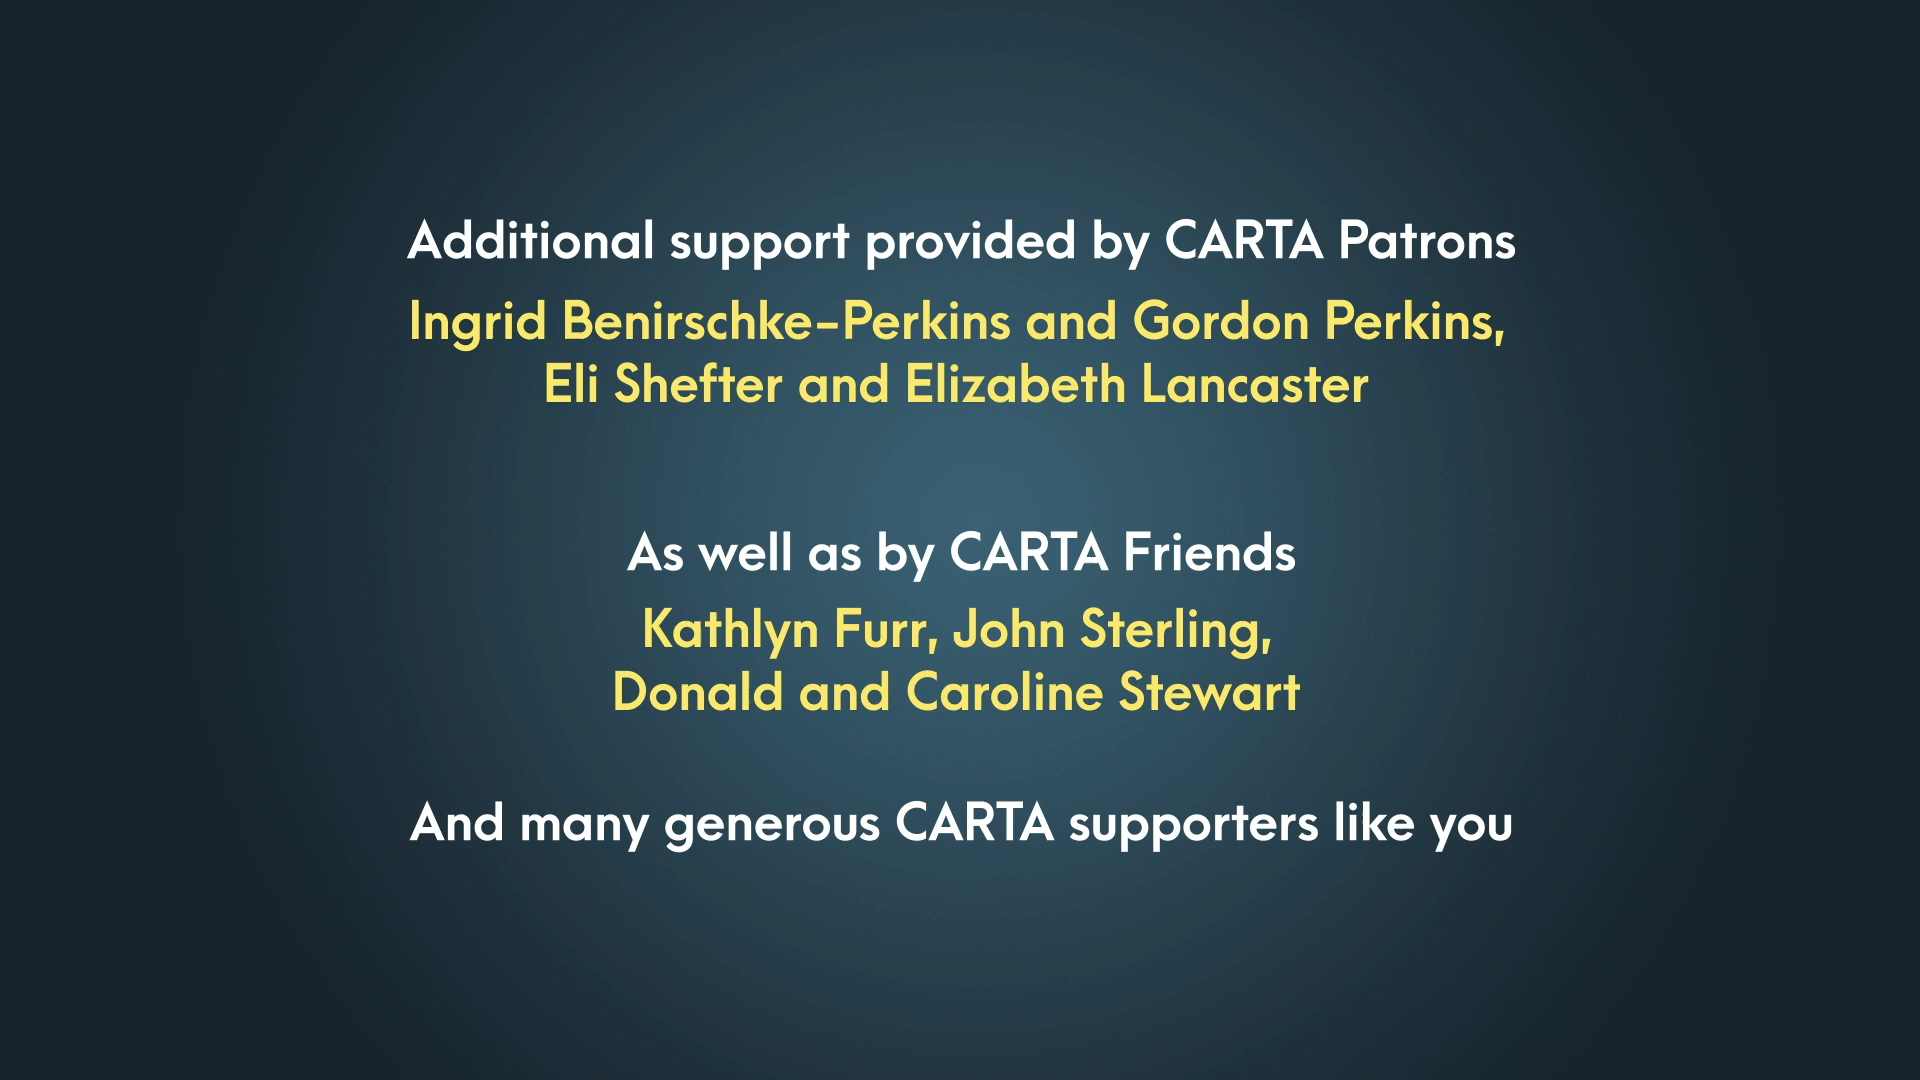 Additional support provided by CARTA Patrons
Ingrid Benirschke-Perkins and Gordon Perkins,
Eli Shefter and Elizabeth Lancaster
As well as by CARTA Friends
Kathlyn Furr, John Sterling,
Donald and Caroline Stewart
And many generous CARTA supporters like you